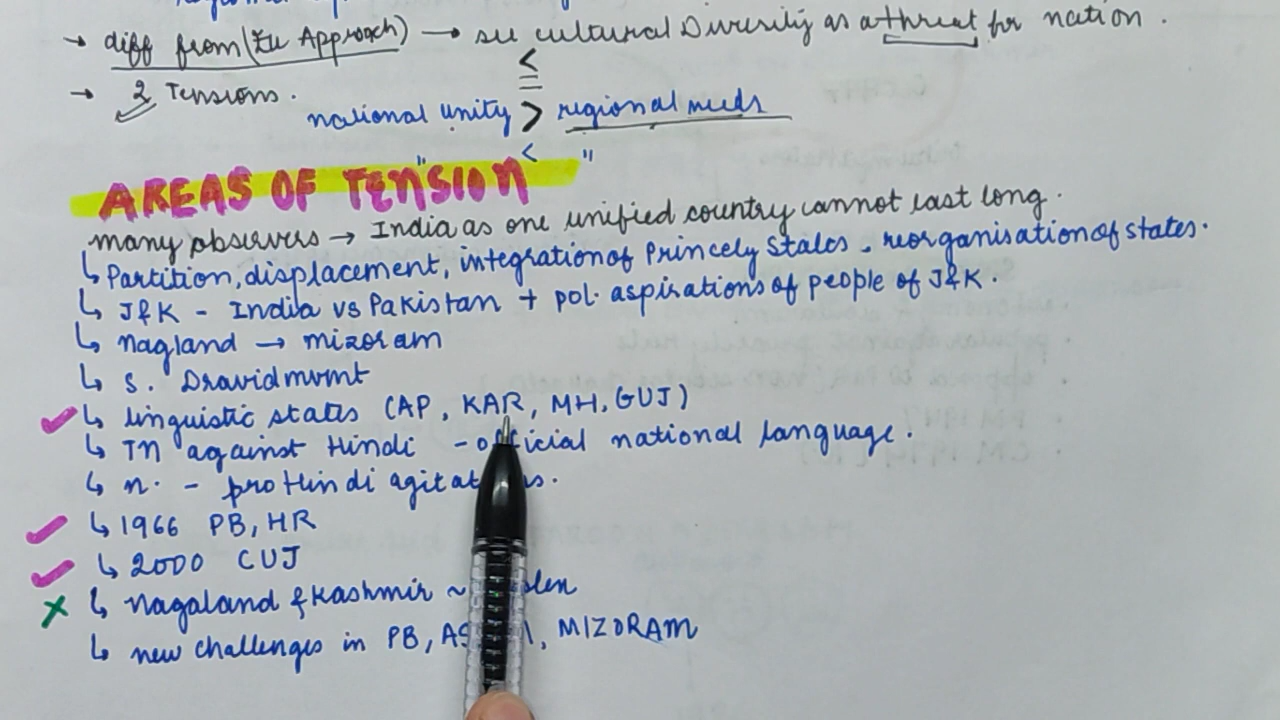 → diff from (Eu Approach) → see cultural Diversity as a threat for nation.
→ 2 Tensions.
national unity > regional needs
AREAS OF TENSION
many observers → India as one unified country cannot last long.
↳ Partition, displacement, integration of Princely States, reorganisation of states.
↳ J&K - India vs Pakistan + pol. aspirations of people of J&K.
↳ Nagland → mizoram
↳ S. Dravid mvmt
↳ linguistic states (AP, KAR, MH, GUJ)
↳ TN against Hindi - official national language.
↳ n. - pro Hindi agitat s.
↳ 1966 PB, HR
↳ 2000 CUJ
↳ Nagaland & Kashmir ~
↳ new challenges in PB, AS , MIZORAM